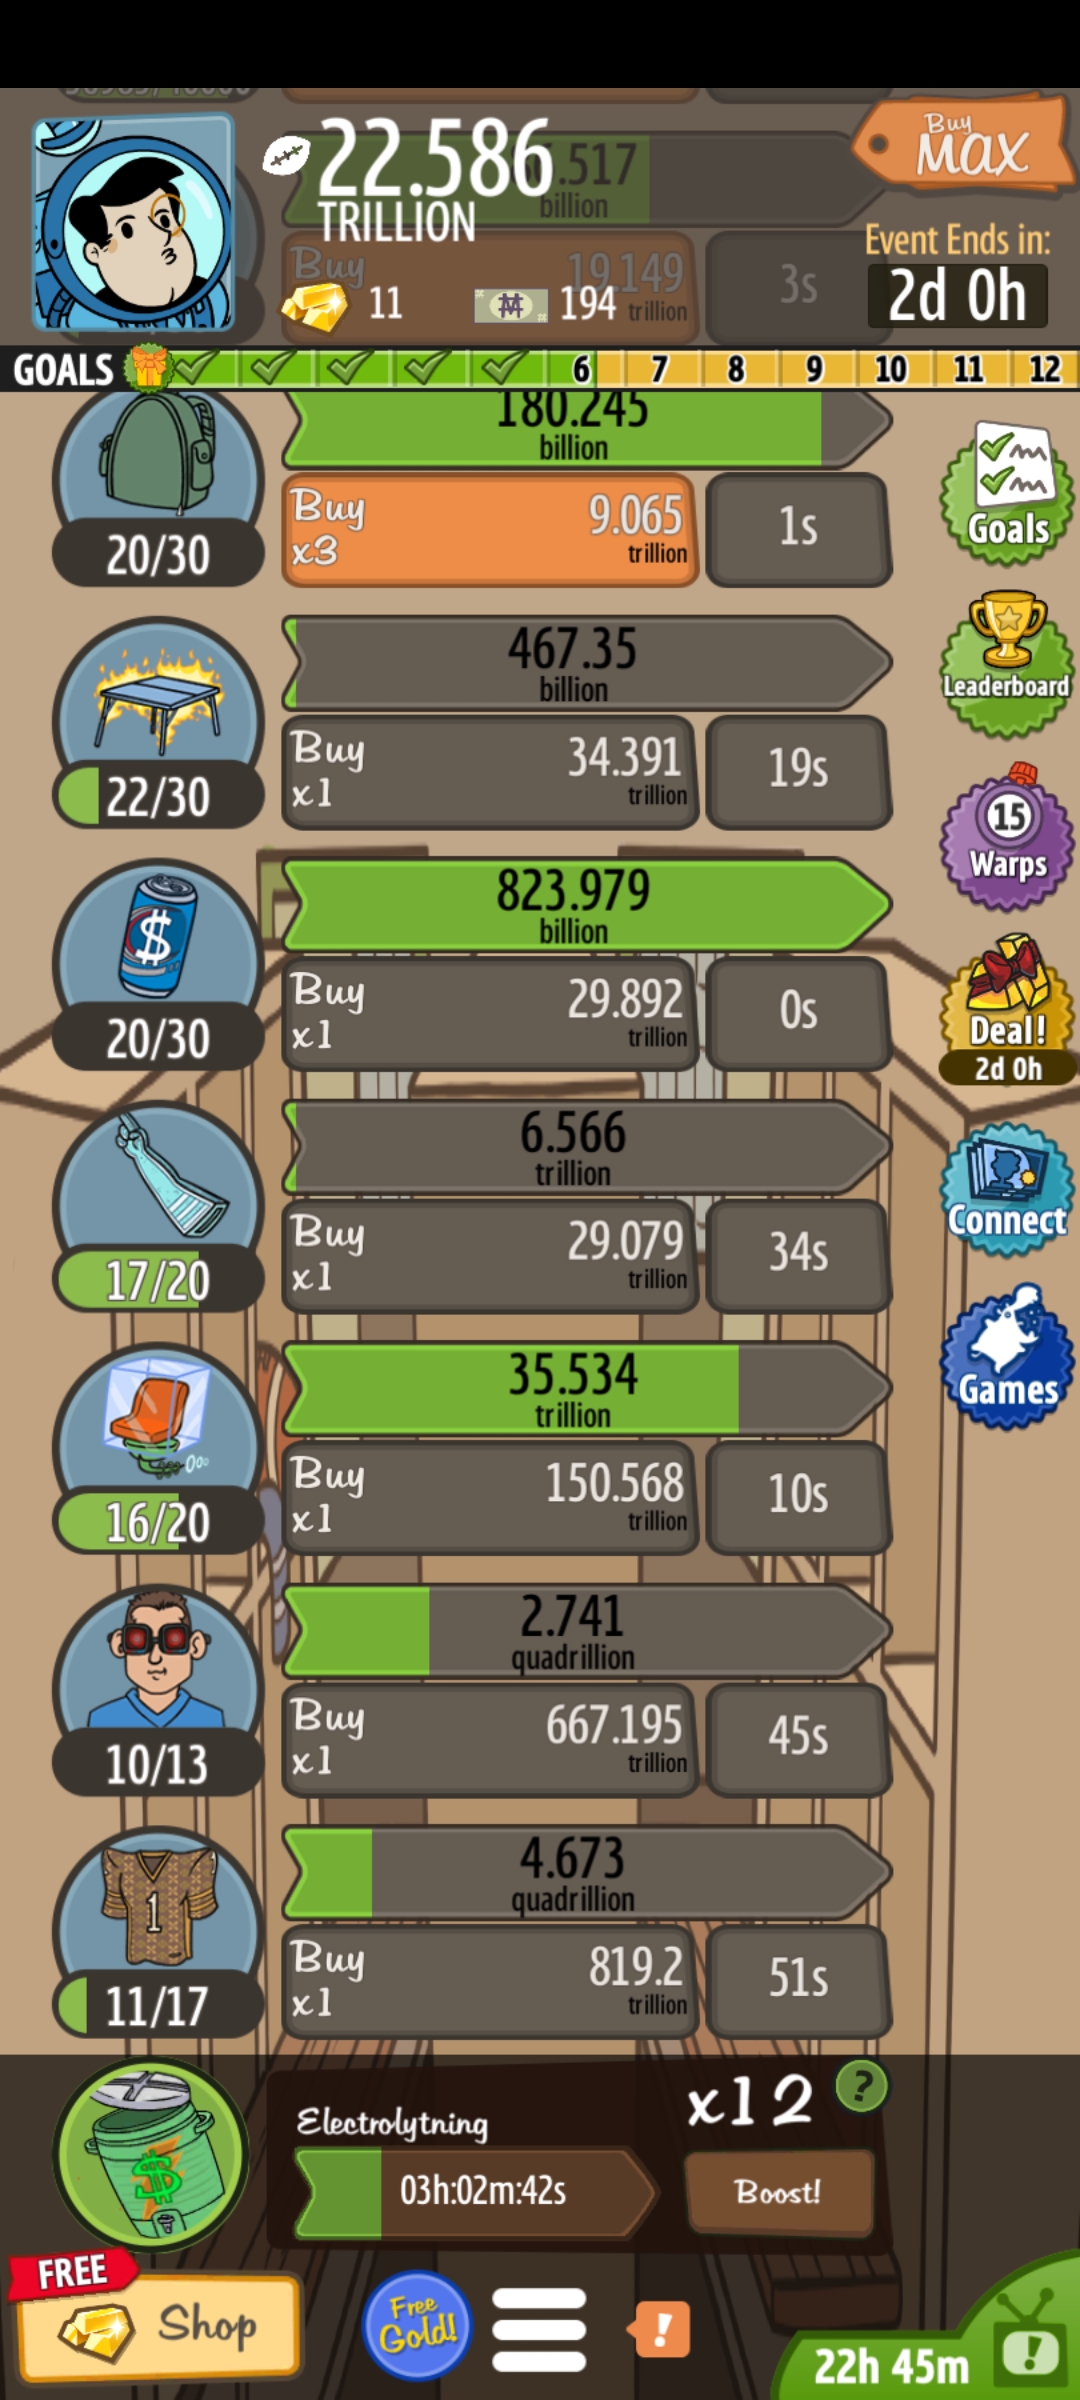 22.586
TRILLION
11
194
Buy
MAX
Event Ends in:
2d 0h
billion
Buy
19.149
trillion
3s
GOALS
6
7
8
9
10
11
12
180.245
billion
20/30
Buy
x3
9.065
trillion
1s
Goals
467.35
billion
22/30
Buy
x1
34.391
trillion
19s
Leaderboard
15
Warps
823.979
billion
$
20/30
Buy
x1
29.892
trillion
0s
Deal!
2d 0h
6.566
trillion
17/20
Buy
x1
29.079
trillion
34s
Connect
35.534
trillion
16/20
Buy
x1
150.568
trillion
10s
Games
2.741
quadrillion
10/13
Buy
x1
667.195
trillion
45s
4.673
quadrillion
1
11/17
Buy
x1
819.2
trillion
51s
$
Electrolytning
03h:02m:42s
x12
?
Boost!
FREE
Shop
Free
Gold!
!
22h 45m
!